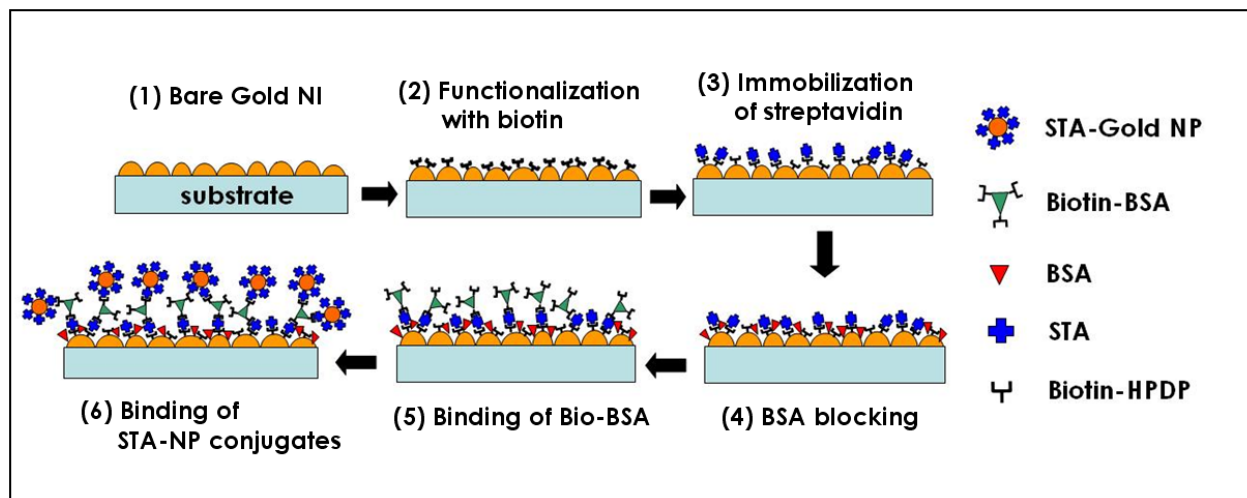 (1) Bare Gold NI
substrate
(2) Functionalization
with biotin
(3) Immobilization
of streptavidin
(4) BSA blocking
(5) Binding of Bio-BSA
(6) Binding of
STA-NP conjugates
STA-Gold NP
Biotin-BSA
BSA
STA
Biotin-HPDP